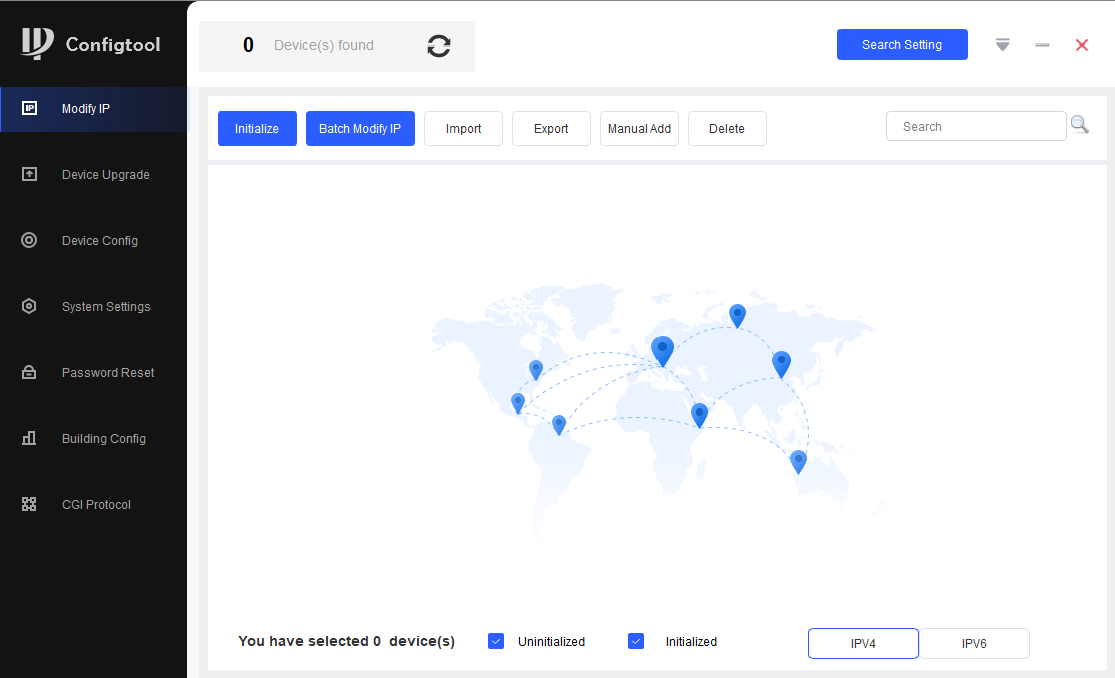 Configtool
0 Device(s) found
Search Setting
Modify IP
Device Upgrade
Device Config
System Settings
Password Reset
Building Config
CGI Protocol
Initialize Batch Modify IP Import Export Manual Add Delete Search
You have selected 0 device(s) Uninitialized Initialized IPV4 IPV6